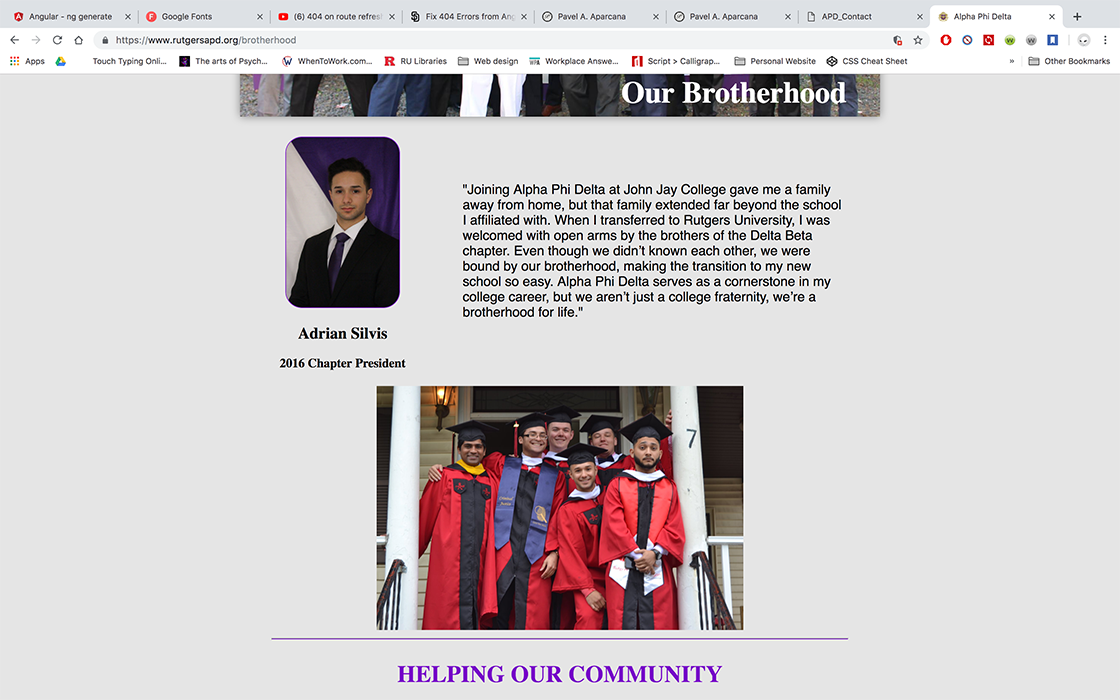 Angular - ng generate
Google Fonts
(6) 404 on route refres
Fix 404 Errors from Ang
Pavel A. Aparcana
Pavel A. Aparcana
APD_Contact
Alpha Phi Delta
https://www.rutgersapd.org/brotherhood
Apps
Touch Typing Onli...
The arts of Psych...
WhenToWork.com...
RU Libraries
Web design
Workplace Answe...
Script > Calligrap...
Personal Website
CSS Cheat Sheet
»
Other Bookmarks
Our Brotherhood
"Joining Alpha Phi Delta at John Jay College gave me a family
away from home, but that family extended far beyond the school
I affiliated with. When I transferred to Rutgers University, I was
welcomed with open arms by the brothers of the Delta Beta
chapter. Even though we didn't known each other, we were
bound by our brotherhood, making the transition to my new
school so easy. Alpha Phi Delta serves as a cornerstone in my
college career, but we aren't just a college fraternity, we're a
brotherhood for life."
Adrian Silvis
2016 Chapter President
7
HELPING OUR COMMUNITY